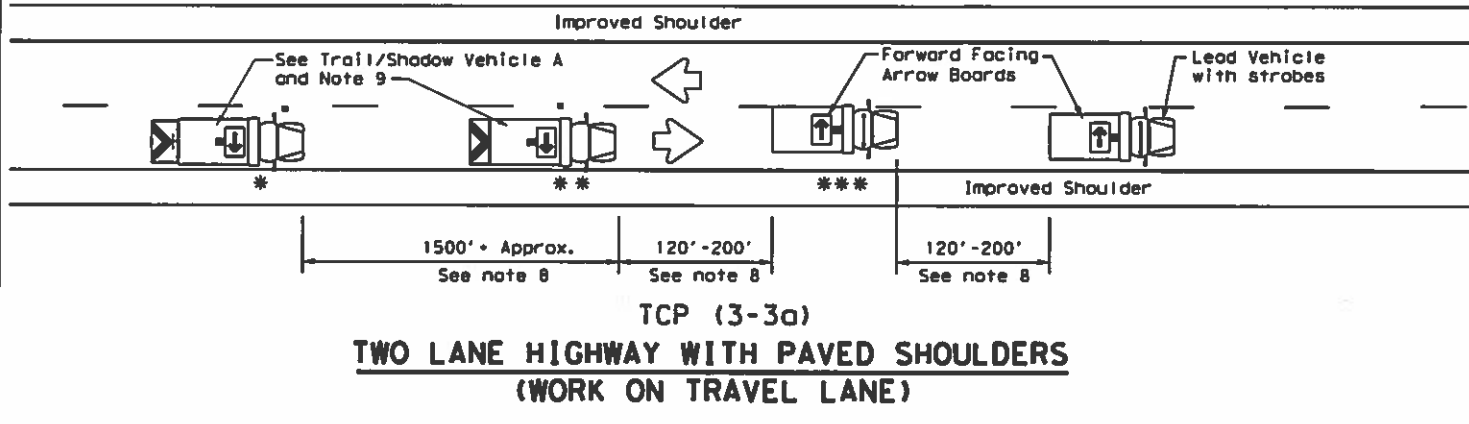 Improved Shoulder
See Trail/Shadow Vehicle A
and Note 9
Forward Facing
Arrow Boards
Lead Vehicle
with strobes
*
**
***
Improved Shoulder
1500'+ Approx.
See note 8
120'-200'
See note 8
120'-200'
See note 8
TCP (3-3a)
TWO LANE HIGHWAY WITH PAVED SHOULDERS
(WORK ON TRAVEL LANE)